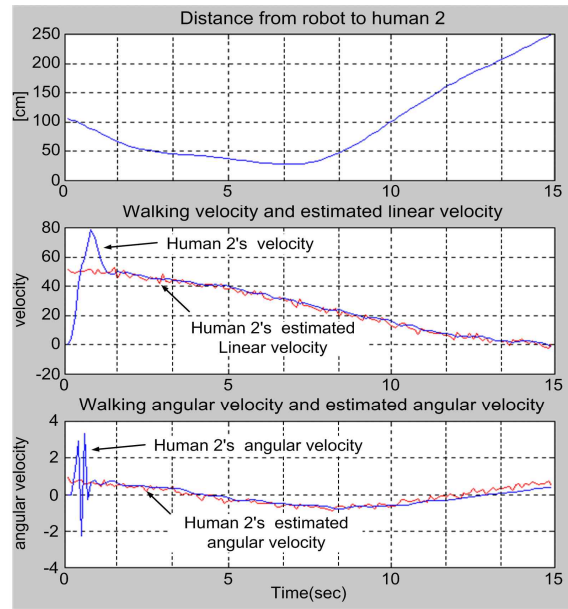 Distance from robot to human 2
250
200
150
100
50
0
[cm]
0 5 10 15
Walking velocity and estimated linear velocity
80
60
40
20
0
-20
velocity
Human 2's velocity
Human 2's estimated
Linear velocity
0 5 10 15
Walking angular velocity and estimated angular velocity
4
2
0
-2
-4
angular velocity
Human 2's angular velocity
Human 2's estimated
angular velocity
0 5 10 15
Time(sec)